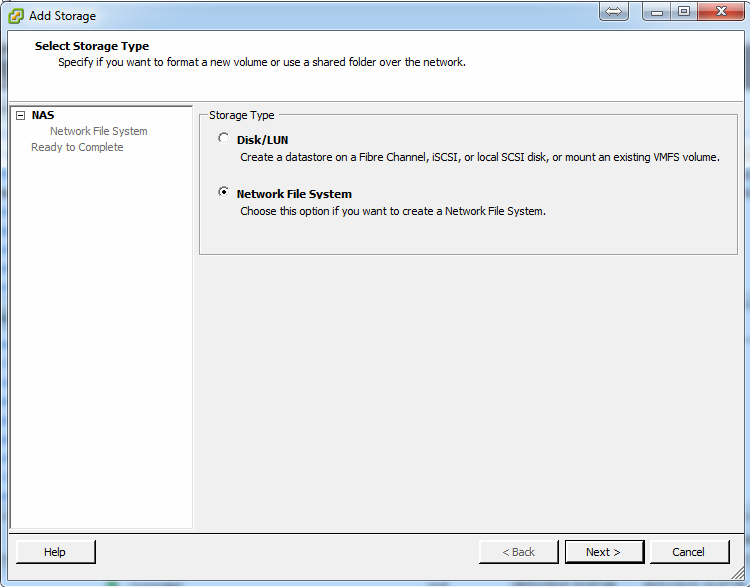 Add Storage
Select Storage Type
Specify if you want to format a new volume or use a shared folder over the network.
NAS
Network File System
Ready to Complete
Storage Type
Disk/LUN
Create a datastore on a Fibre Channel, iSCSI, or local SCSI disk, or mount an existing VMFS volume.
Network File System
Choose this option if you want to create a Network File System.
Help
< Back
Next >
Cancel